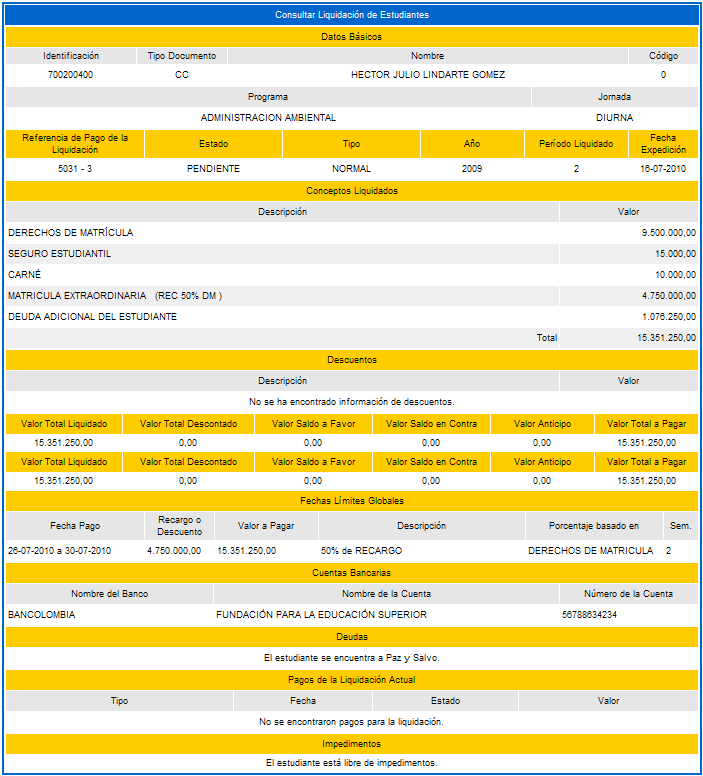 Consultar Liquidación de Estudiantes
Datos Básicos
Identificación Tipo Documento Nombre Código
700200400 CC HECTOR JULIO LINDARTE GOMEZ 0
Programa Jornada
ADMINISTRACION AMBIENTAL DIURNA
Referencia de Pago de la Liquidación Estado Tipo Año Período Liquidado Fecha Expedición
5031 - 3 PENDIENTE NORMAL 2009 2 16-07-2010
Conceptos Liquidados
Descripción Valor
DERECHOS DE MATRÍCULA 9.500.000,00
SEGURO ESTUDIANTIL 15.000,00
CARNÉ 10.000,00
MATRICULA EXTRAORDINARIA (REC 50% DM ) 4.750.000,00
DEUDA ADICIONAL DEL ESTUDIANTE 1.076.250,00
Total 15.351.250,00
Descuentos
Descripción Valor
No se ha encontrado información de descuentos.
Valor Total Liquidado Valor Total Descontado Valor Saldo a Favor Valor Saldo en Contra Valor Anticipo Valor Total a Pagar
15.351.250,00 0,00 0,00 0,00 0,00 15.351.250,00
Valor Total Liquidado Valor Total Descontado Valor Saldo a Favor Valor Saldo en Contra Valor Anticipo Valor Total a Pagar
15.351.250,00 0,00 0,00 0,00 0,00 15.351.250,00
Fechas Límites Globales
Fecha Pago Recargo o Descuento Valor a Pagar Descripción Porcentaje basado en Sem.
26-07-2010 a 30-07-2010 4.750.000,00 15.351.250,00 50% de RECARGO DERECHOS DE MATRICULA 2
Cuentas Bancarias
Nombre del Banco Nombre de la Cuenta Número de la Cuenta
BANCOLOMBIA FUNDACIÓN PARA LA EDUCACIÓN SUPERIOR 56788634234
Deudas
El estudiante se encuentra a Paz y Salvo.
Pagos de la Liquidación Actual
Tipo Fecha Estado Valor
No se encontraron pagos para la liquidación.
Impedimentos
El estudiante está libre de impedimentos.